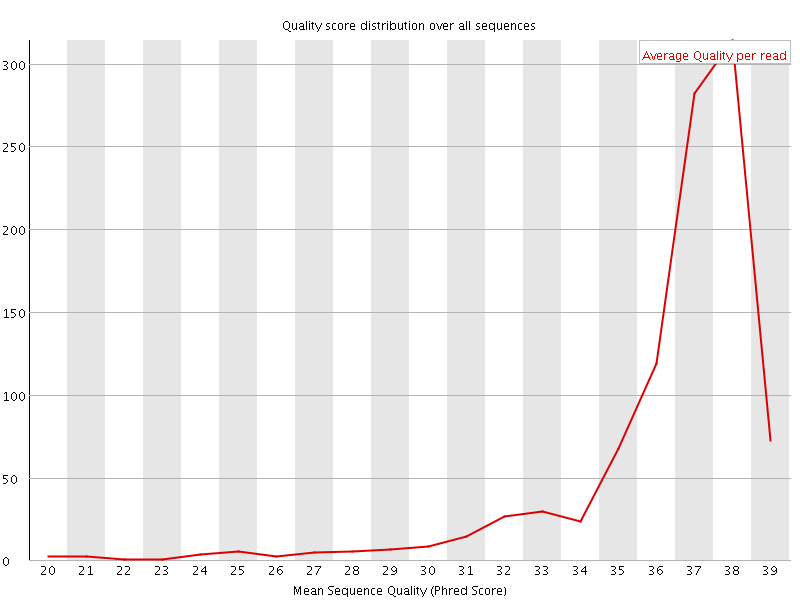 Quality score distribution over all sequences
Average Quality per read
300
250
200
150
100
50
0
20 21 22 23 24 25 26 27 28 29 30 31 32 33 34 35 36 37 38 39
Mean Sequence Quality (Phred Score)